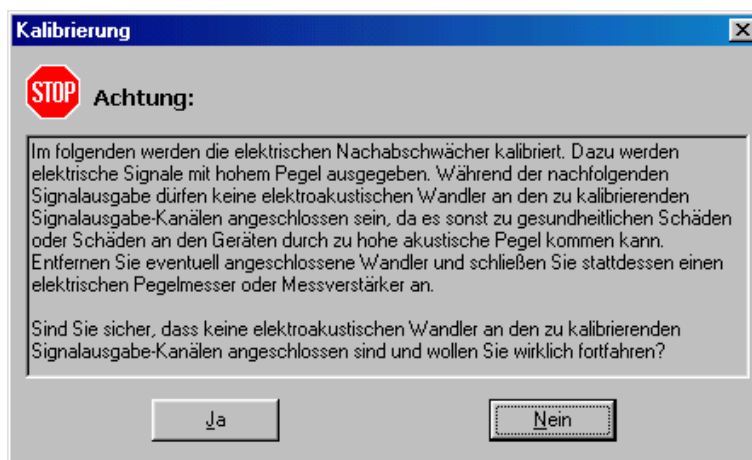 Kalibrierung
STOP
Achtung:
Im folgenden werden die elektrischen Nachabschwächer kalibriert. Dazu werden
elektrische Signale mit hohem Pegel ausgegeben. Während der nachfolgenden
Signalausgabe dürfen keine elektroakustischen Wandler an den zu kalibrierenden
Signalausgabe-Kanälen angeschlossen sein, da es sonst zu gesundheitlichen Schäden
oder Schäden an den Geräten durch zu hohe akustische Pegel kommen kann.
Entfernen Sie eventuell angeschlossene Wandler und schließen Sie stattdessen einen
elektrischen Pegelmesser oder Messverstärker an.
Sind Sie sicher, dass keine elektroakustischen Wandler an den zu kalibrierenden
Signalausgabe-Kanälen angeschlossen sind und wollen Sie wirklich fortfahren?
Ja
Nein